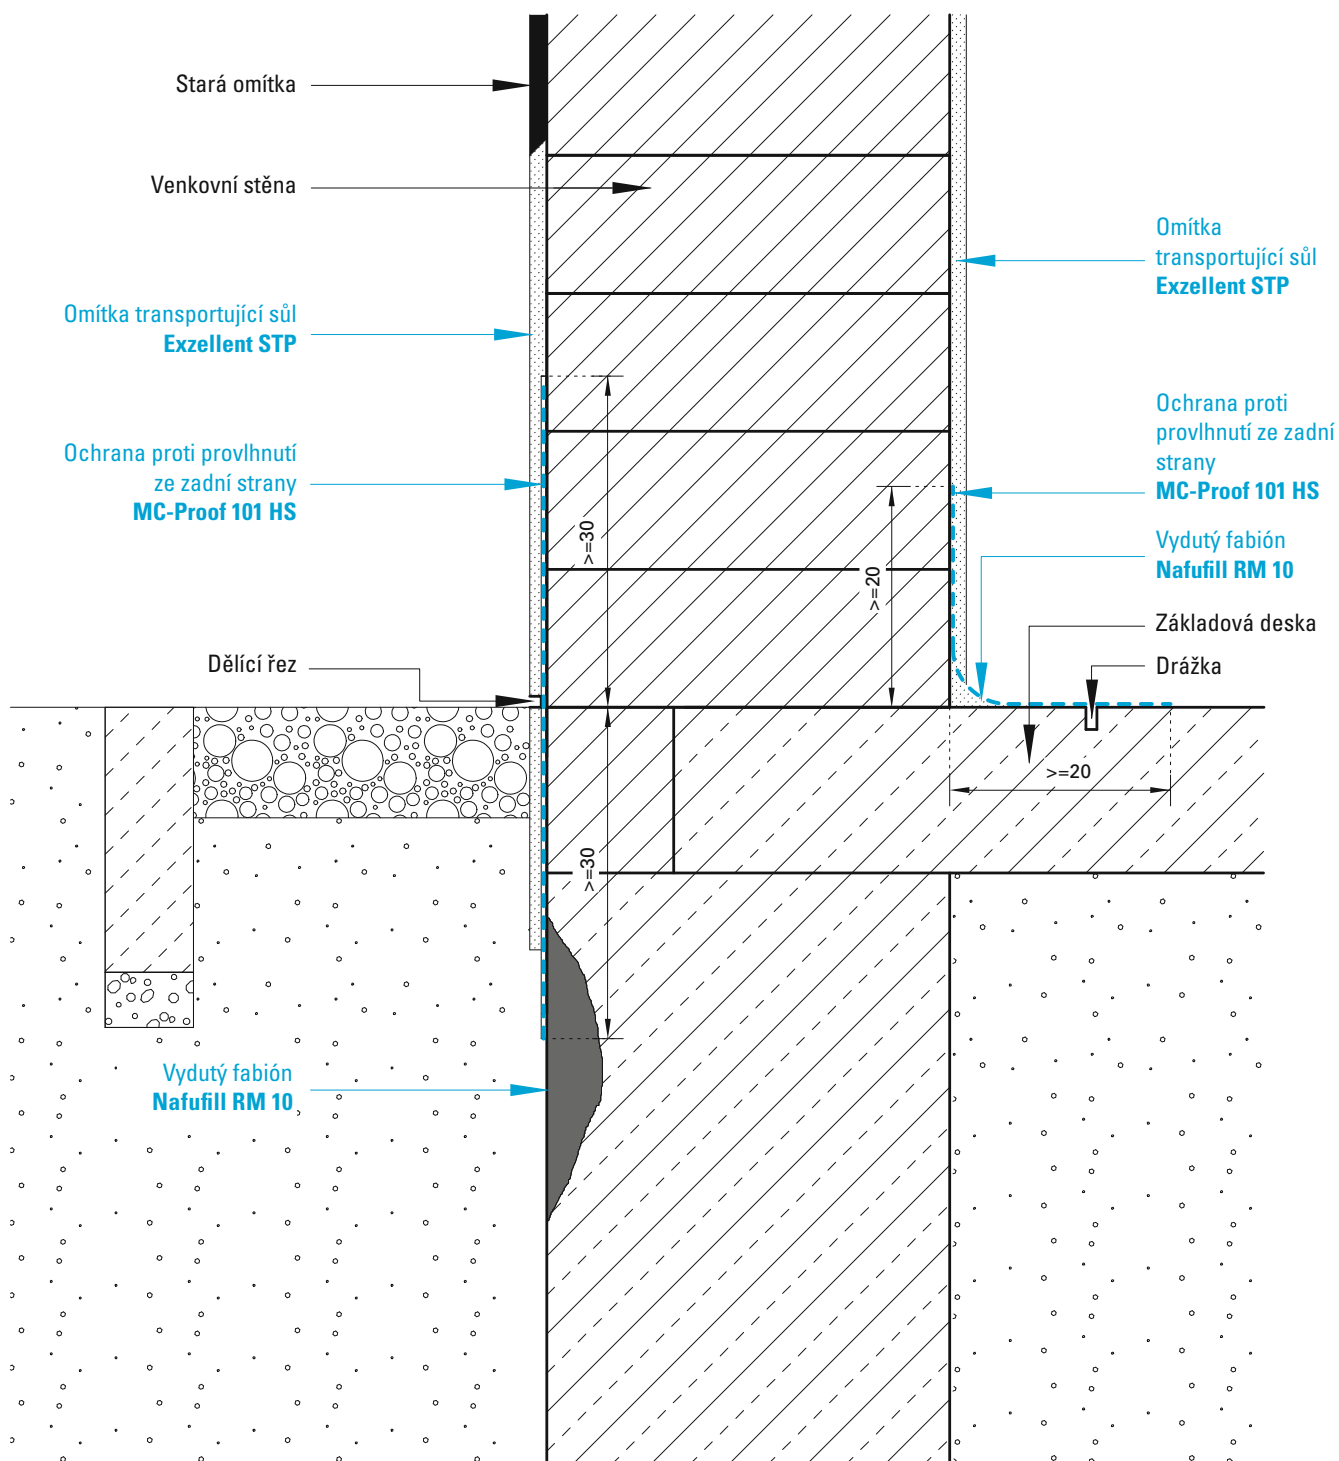 Stará omítka
Venkovní stěna
Omítka transportující sůl
Exzellent STP
Ochrana proti provlhnutí
ze zadní strany
MC-Proof 101 HS
Dělící řez
Vydutý fabión
Nafufill RM 10
>=30
>=30
>=20
>=20
Omítka
transportující sůl
Exzellent STP
Ochrana proti
provlhnutí ze zadní
strany
MC-Proof 101 HS
Vydutý fabión
Nafufill RM 10
Základová deska
Drážka